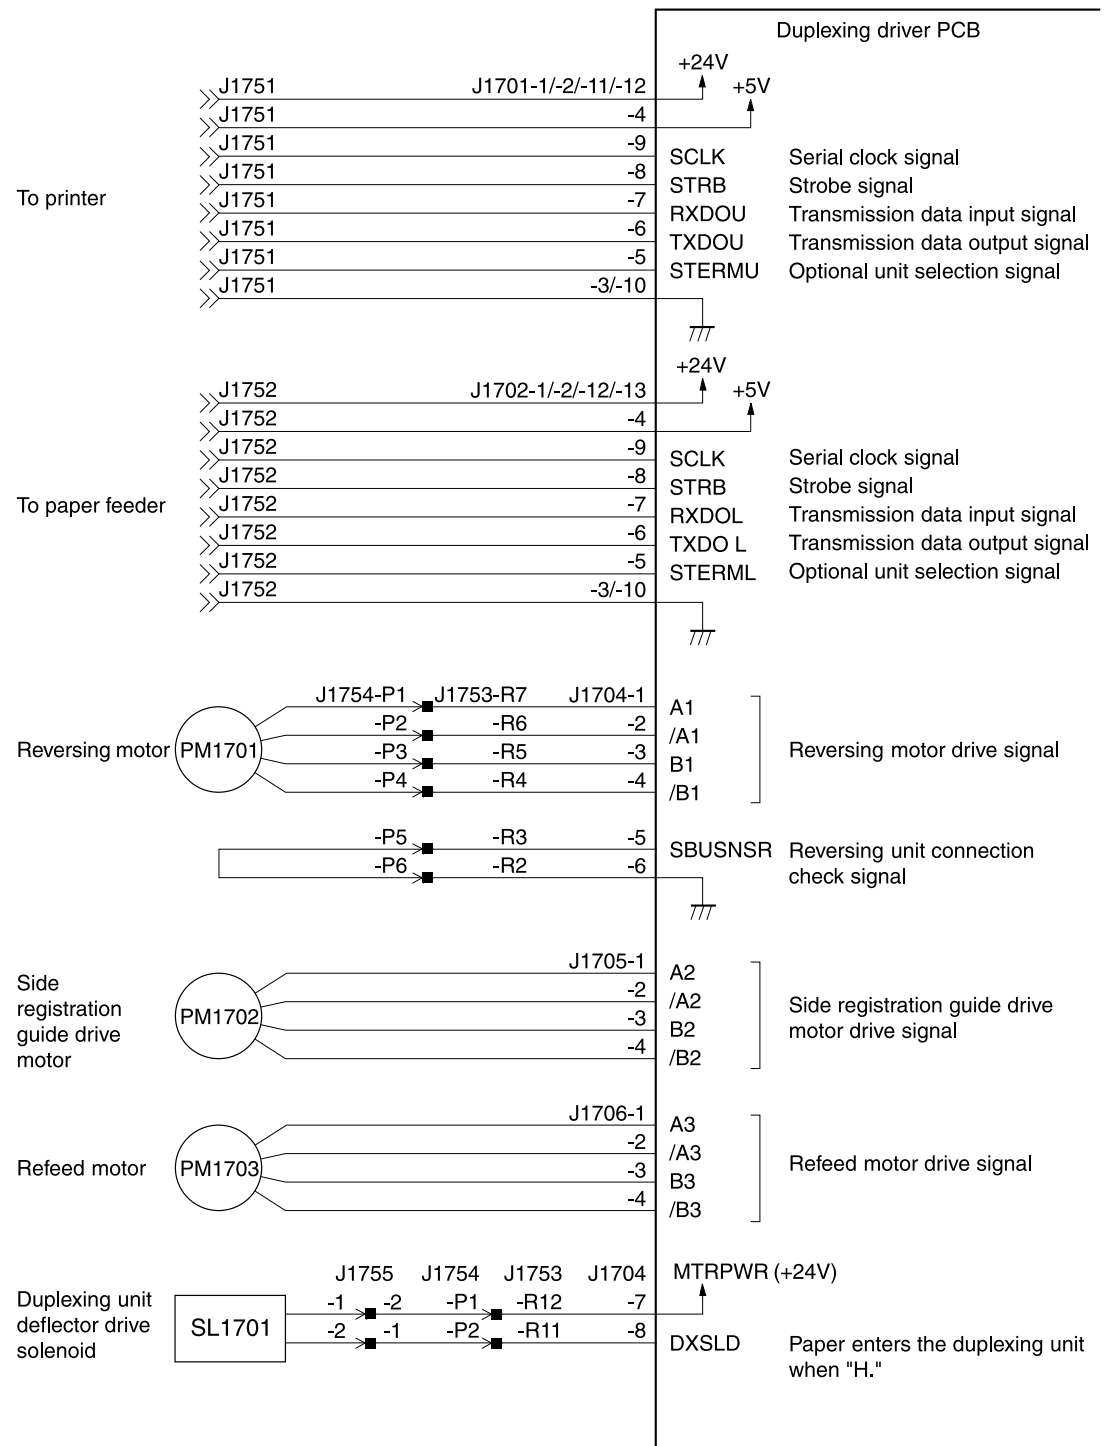 Duplexing driver PCB
+24V
J1751 J1701-1/-2/-11/-12 +5V
J1751 -4
J1751 -9 SCLK Serial clock signal
J1751 -8 STRB Strobe signal
To printer
J1751 -7 RXDOU Transmission data input signal
J1751 -6 TXDOU Transmission data output signal
J1751 -5 STERMU Optional unit selection signal
J1751 -3/-10
+24V
J1752 J1702-1/-2/-12/-13 +5V
J1752 -4
J1752 -9 SCLK Serial clock signal
J1752 -8 STRB Strobe signal
To paper feeder
J1752 -7 RXDOL Transmission data input signal
J1752 -6 TXDO L Transmission data output signal
J1752 -5 STERML Optional unit selection signal
J1752 -3/-10
J1754-P1 J1753-R7 J1704-1 A1
-P2 -R6 -2 /A1
Reversing motor PM1701 -P3 -R5 -3 B1 Reversing motor drive signal
-P4 -R4 -4 /B1
-P5 -R3 -5 SBUSNSR Reversing unit connection
-P6 -R2 -6 check signal
J1705-1 A2
Side
registration
guide drive
motor
PM1702
-2 /A2
-3 B2
-4 /B2
Side registration guide drive
motor drive signal
J1706-1 A3
-2 /A3
Refeed motor PM1703 -3 B3 Refeed motor drive signal
-4 /B3
J1755 J1754 J1753 J1704 MTRPWR (+24V)
Duplexing unit
deflector drive
solenoid
SL1701
-1 -2 -P1 -R12 -7
-2 -1 -P2 -R11 -8 DXSLD Paper enters the duplexing unit
when "H."